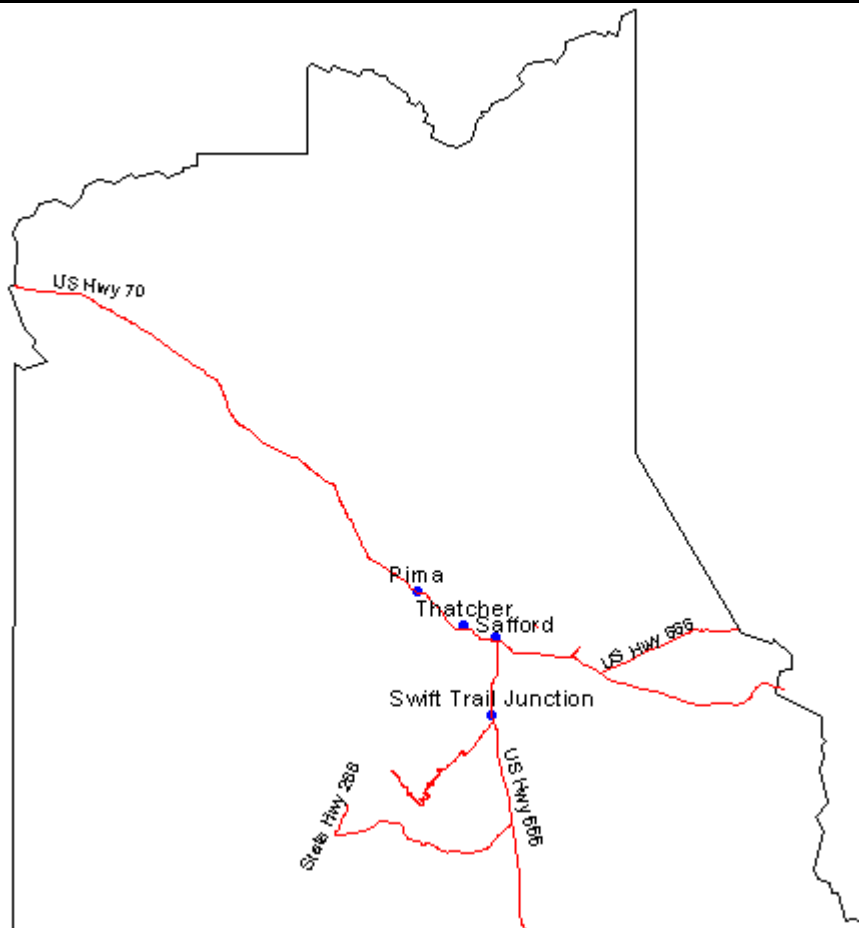 US Hwy 70
Pima
Thatcher
Safford
US Hwy 666
Swift Trail Junction
US Hwy 666
State Hwy 266